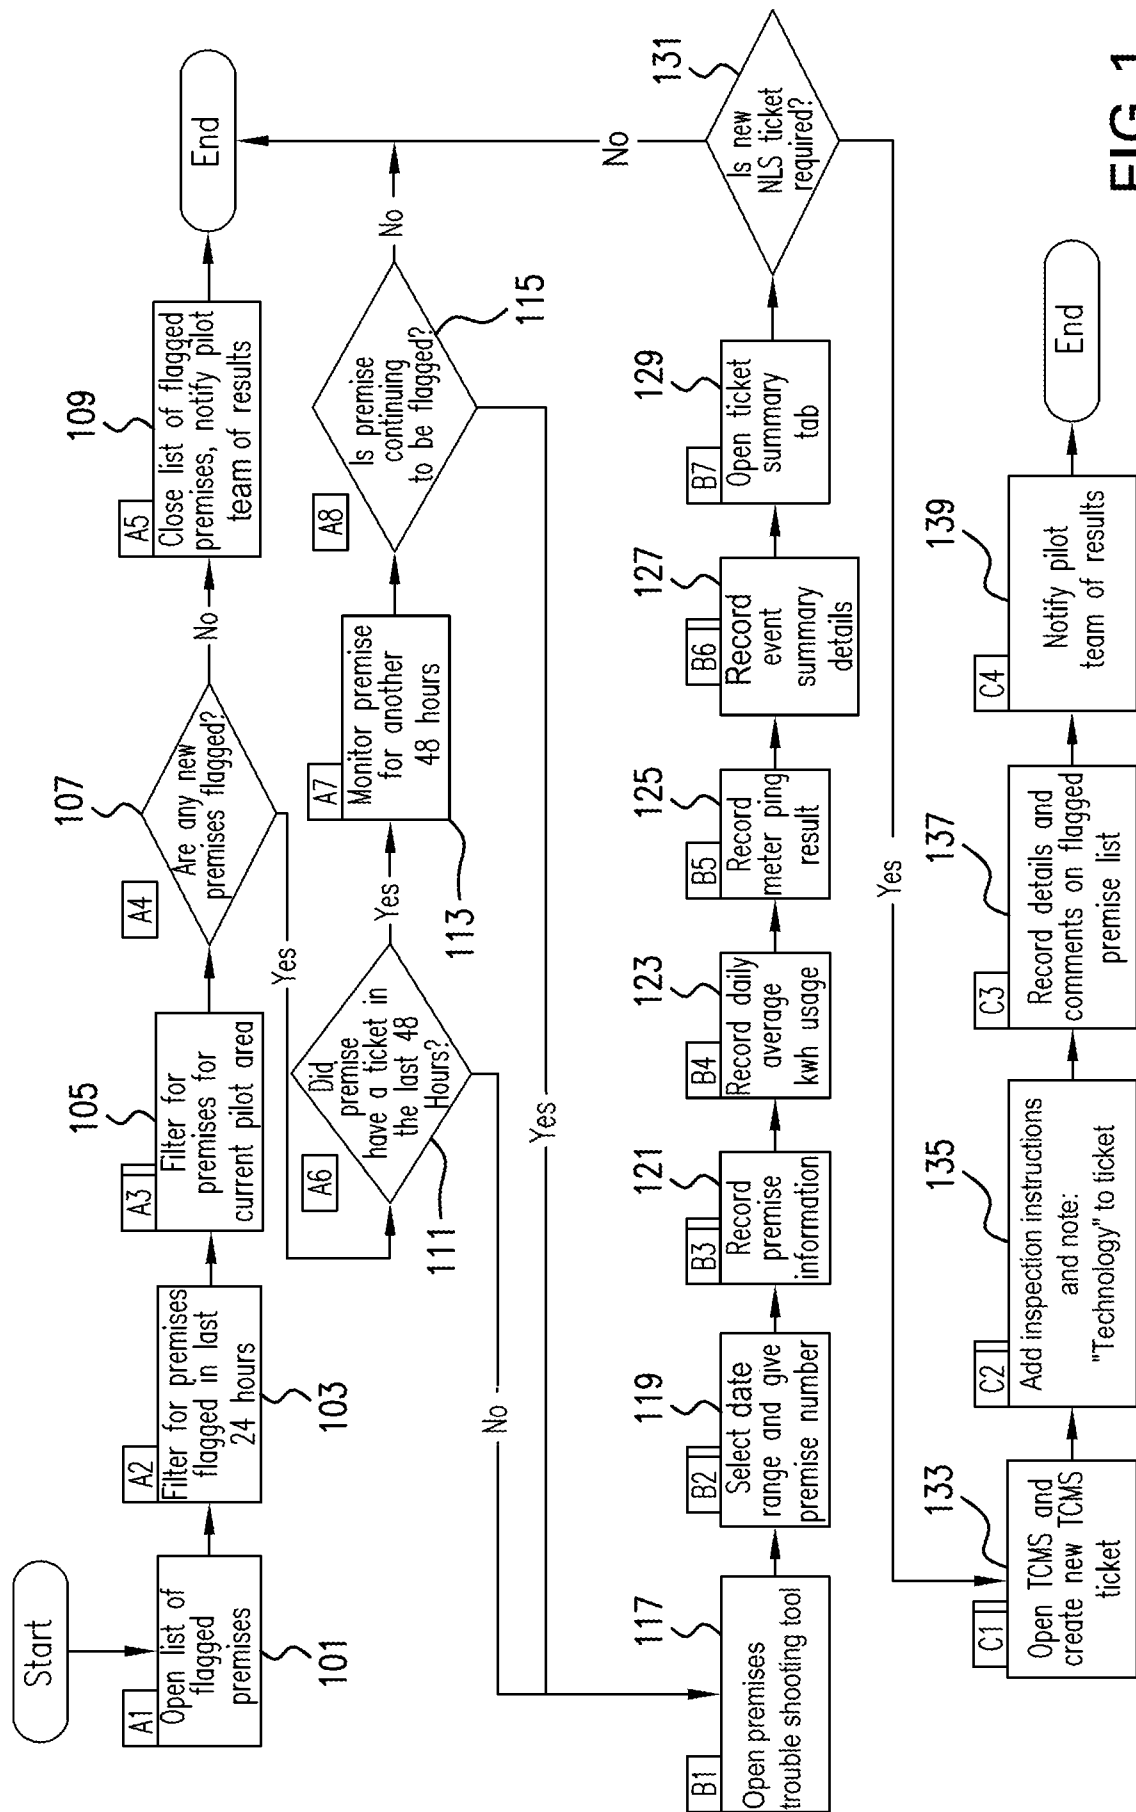 Start
A1
Open list of
flagged
premises
101
A2
Filter for premises
flagged in last
24 hours
103
A3
Filter for
premises for
current pilot area
105
A4
Are any new
premises flagged?
107
No
Yes
A5
Close list of flagged
premises, notify pilot
team of results
109
End
A6
Did
premise
have a ticket in
the last 48
Hours?
111
Yes
No
A7
Monitor premise
for another
48 hours
113
A8
Is premise
continuing
to be flagged?
115
No
Yes
B1
Open premises
trouble shooting tool
117
B2
Select date
range and give
premise number
119
B3
Record
premise
information
121
B4
Record daily
average
kwh usage
123
B5
Record
meter ping
result
125
B6
Record
event
summary
details
127
B7
Open ticket
summary
tab
129
Is new
NLS ticket
required?
131
No
Yes
C1
Open TCMS and
create new TCMS
ticket
133
C2
Add inspection instructions
and note:
"Technology" to ticket
135
C3
Record details and
comments on flagged
premise list
137
C4
Notify pilot
team of results
139
End
FIG. 1